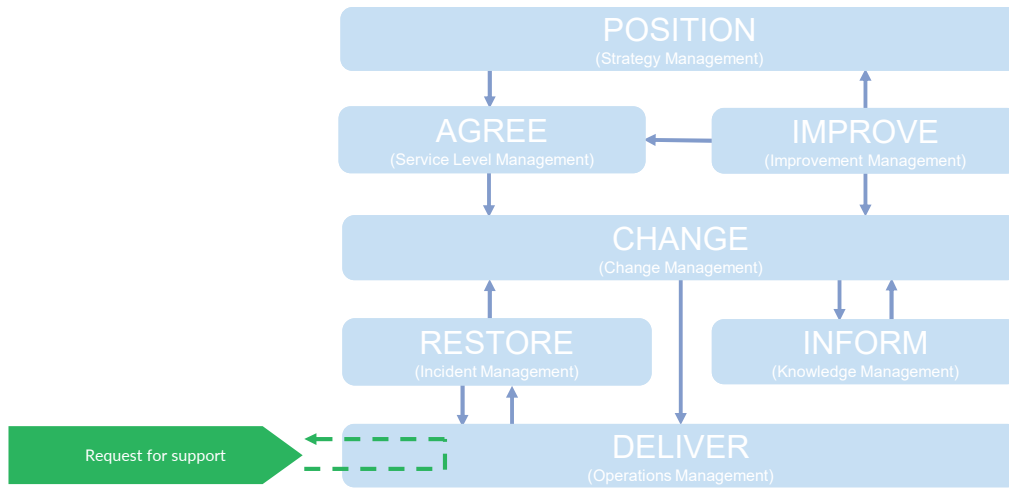 POSITION
(Strategy Management)
AGREE
(Service Level Management)
IMPROVE
(Improvement Management)
CHANGE
(Change Management)
RESTORE
(Incident Management)
INFORM
(Knowledge Management)
Request for support
DELIVER
(Operations Management)